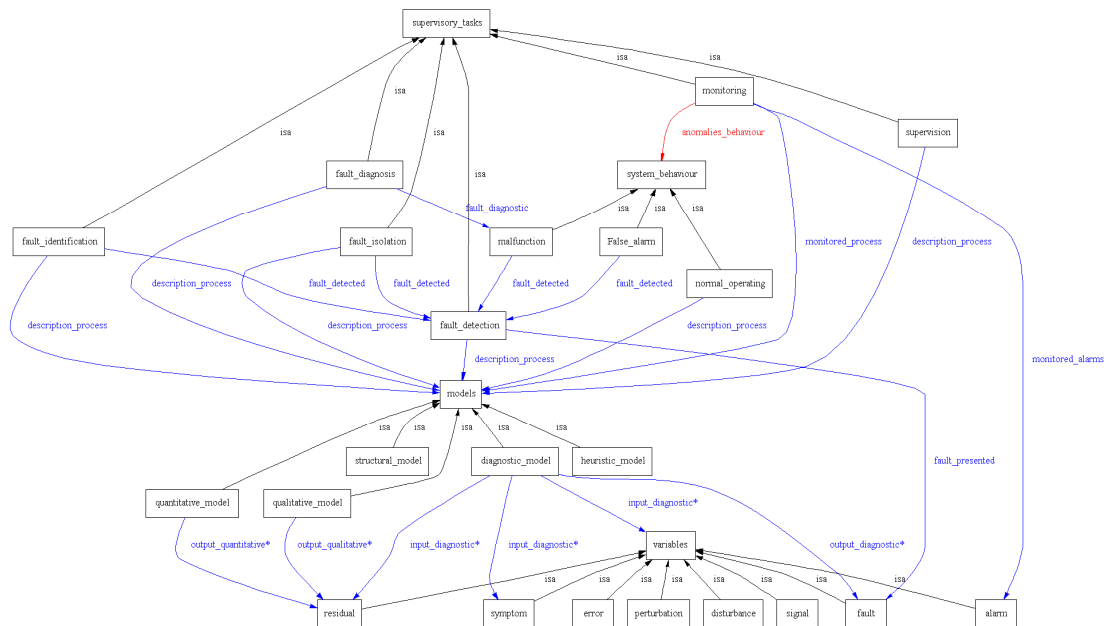 supervisory_tasks
isa
isa
isa
monitoring
isa
supervision
anomalies_behaviour
isa
isa
fault_diagnosis
isa
system_behaviour
fault_diagnostic
isa
isa
isa
fault_identification
fault_isolation
malfunction
False_alarm
monitored_process
description_process
description_process
fault_detected
fault_detected
fault_detected
fault_detected
normal_operating
description_process
description_process
fault_detection
description_process
description_process
monitored_alarms
models
isa
isa
isa
isa
isa
structural_model
diagnostic_model
heuristic_model
fault_presented
quantitative_model
qualitative_model
input_diagnostic*
output_quantitative*
output_qualitative*
input_diagnostic*
input_diagnostic*
variables
output_diagnostic*
isa
isa
isa
isa
isa
isa
isa
isa
residual
symptom
error
perturbation
disturbance
signal
fault
alarm